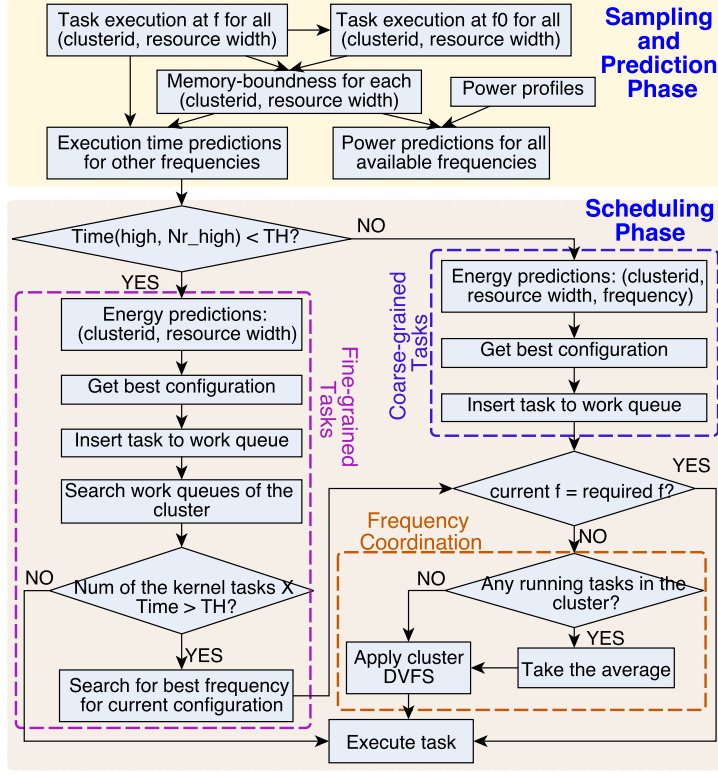 Task execution at f for all
(clusterid, resource width)
Task execution at f0 for all
(clusterid, resource width)
Sampling
and
Prediction
Phase
Memory-boundness for each
(clusterid, resource width)
Power profiles
Execution time predictions
for other frequencies
Power predictions for all
available frequencies
Scheduling
Phase
Time(high, Nr_high) < TH?
NO
YES
Energy predictions:
(clusterid, resource width)
Get best configuration
Insert task to work queue
Search work queues of the
cluster
Num of the kernel tasks X
Time > TH?
NO
YES
Search for best frequency
for current configuration
Fine-grained
Tasks
Coarse-grained
Tasks
Energy predictions: (clusterid,
resource width, frequency)
Get best configuration
Insert task to work queue
current f = required f?
YES
NO
Frequency
Coordination
Any running tasks in the
cluster?
NO
YES
Apply cluster
DVFS
Take the average
Execute task